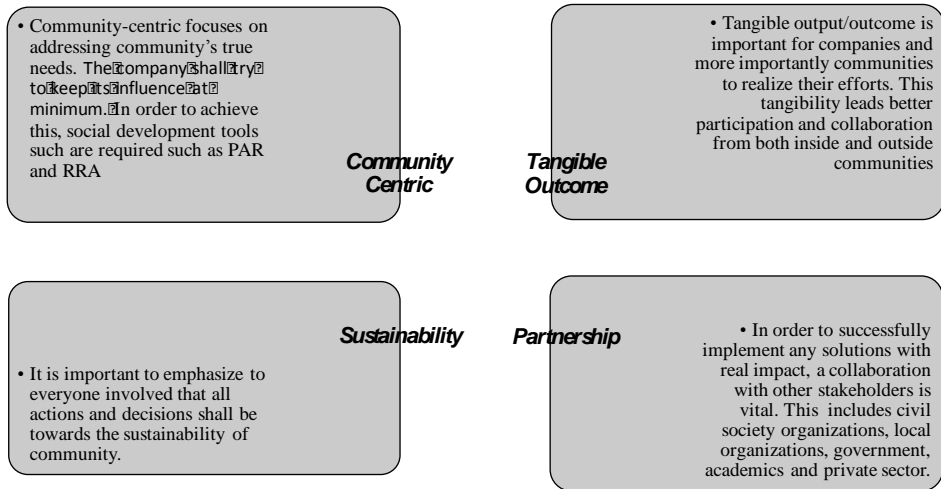 • Community-centric focuses on
addressing community's true
needs. The company shall try
to keep its influence at
minimum. In order to achieve
this, social development tools
such are required such as PAR
and RRA
Community
Centric
• Tangible output/outcome is
important for companies and
more importantly communities
to realize their efforts. This
tangibility leads better
participation and collaboration
from both inside and outside
communities
Tangible
Outcome
Sustainability
• It is important to emphasize to
everyone involved that all
actions and decisions shall be
towards the sustainability of
community.
Partnership
• In order to successfully
implement any solutions with
real impact, a collaboration
with other stakeholders is
vital. This includes civil
society organizations, local
organizations, government,
academics and private sector.